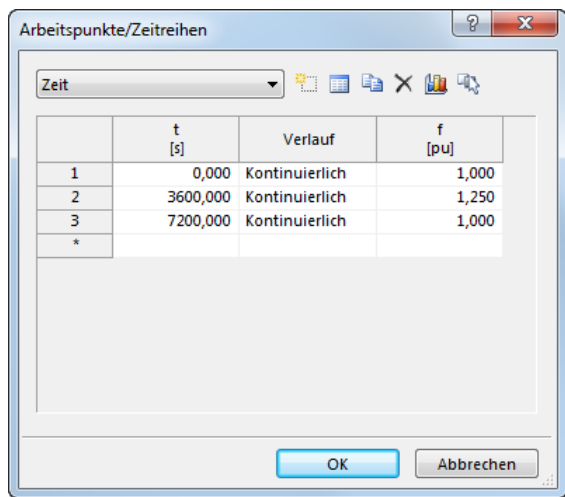 Arbeitspunkte/Zeitreihen
Zeit
t [s] Verlauf f [pu]
1 0,000 Kontinuierlich 1,000
2 3600,000 Kontinuierlich 1,250
3 7200,000 Kontinuierlich 1,000
*
OK Abbrechen